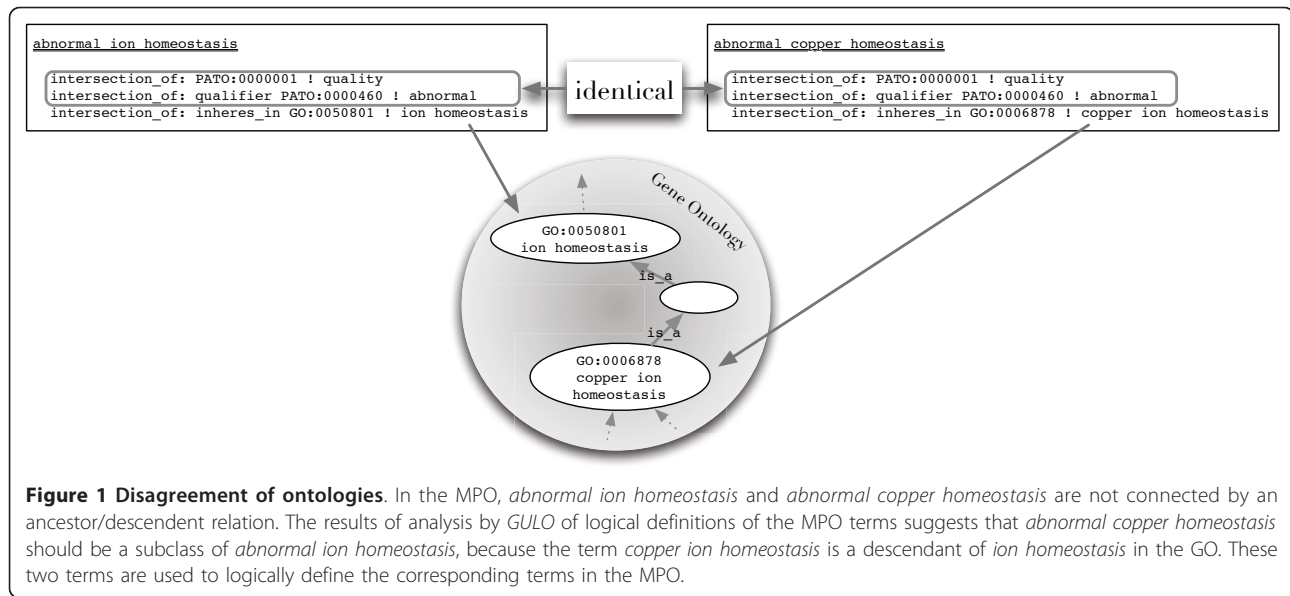 abnormal ion homeostasis
intersection_of: PATO:0000001 ! quality
intersection_of: qualifier PATO:0000460 ! abnormal
intersection_of: inheres_in GO:0050801 ! ion homeostasis
identical
abnormal copper homeostasis
intersection_of: PATO:0000001 ! quality
intersection_of: qualifier PATO:0000460 ! abnormal
intersection_of: inheres_in GO:0006878 ! copper ion homeostasis
Gene Ontology
GO:0050801
ion homeostasis
is_a
is_a
GO:0006878
copper ion
homeostasis
Figure 1 Disagreement of ontologies. In the MPO, abnormal ion homeostasis and abnormal copper homeostasis are not connected by an
ancestor/descendent relation. The results of analysis by GULO of logical definitions of the MPO terms suggests that abnormal copper homeostasis
should be a subclass of abnormal ion homeostasis, because the term copper ion homeostasis is a descendant of ion homeostasis in the GO. These
two terms are used to logically define the corresponding terms in the MPO.